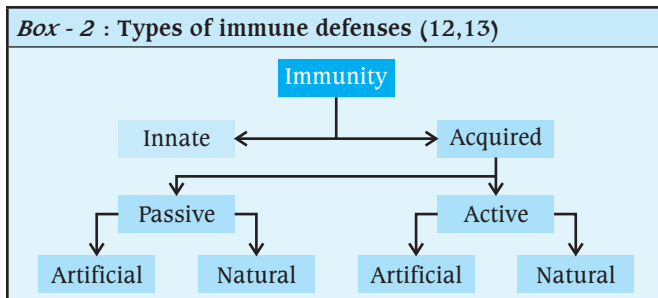 Box - 2 : Types of immune defenses (12,13)
Immunity
Innate
Acquired
Passive
Active
Artificial
Natural
Artificial
Natural